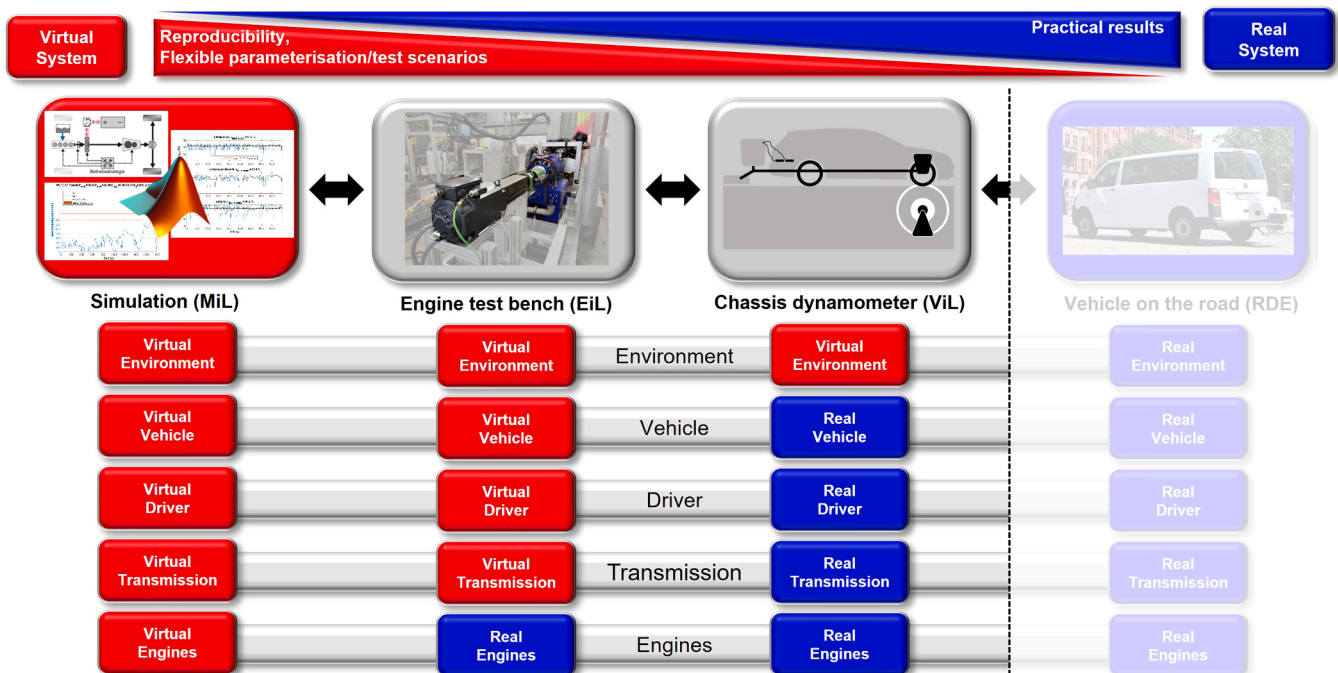 Virtual
System
Reproducibility,
Flexible parameterisation/test scenarios
Practical results
Real
System
Betriebsstrategie
Simulation (MiL)
Engine test bench (EiL)
Chassis dynamometer (ViL)
Vehicle on the road (RDE)
Virtual
Environment
Virtual
Environment
Environment
Virtual
Environment
Real
Environment
Virtual
Vehicle
Virtual
Vehicle
Vehicle
Real
Vehicle
Real
Vehicle
Virtual
Driver
Virtual
Driver
Driver
Real
Driver
Real
Driver
Virtual
Transmission
Virtual
Transmission
Transmission
Real
Transmission
Real
Transmission
Virtual
Engines
Real
Engines
Engines
Real
Engines
Real
Engines